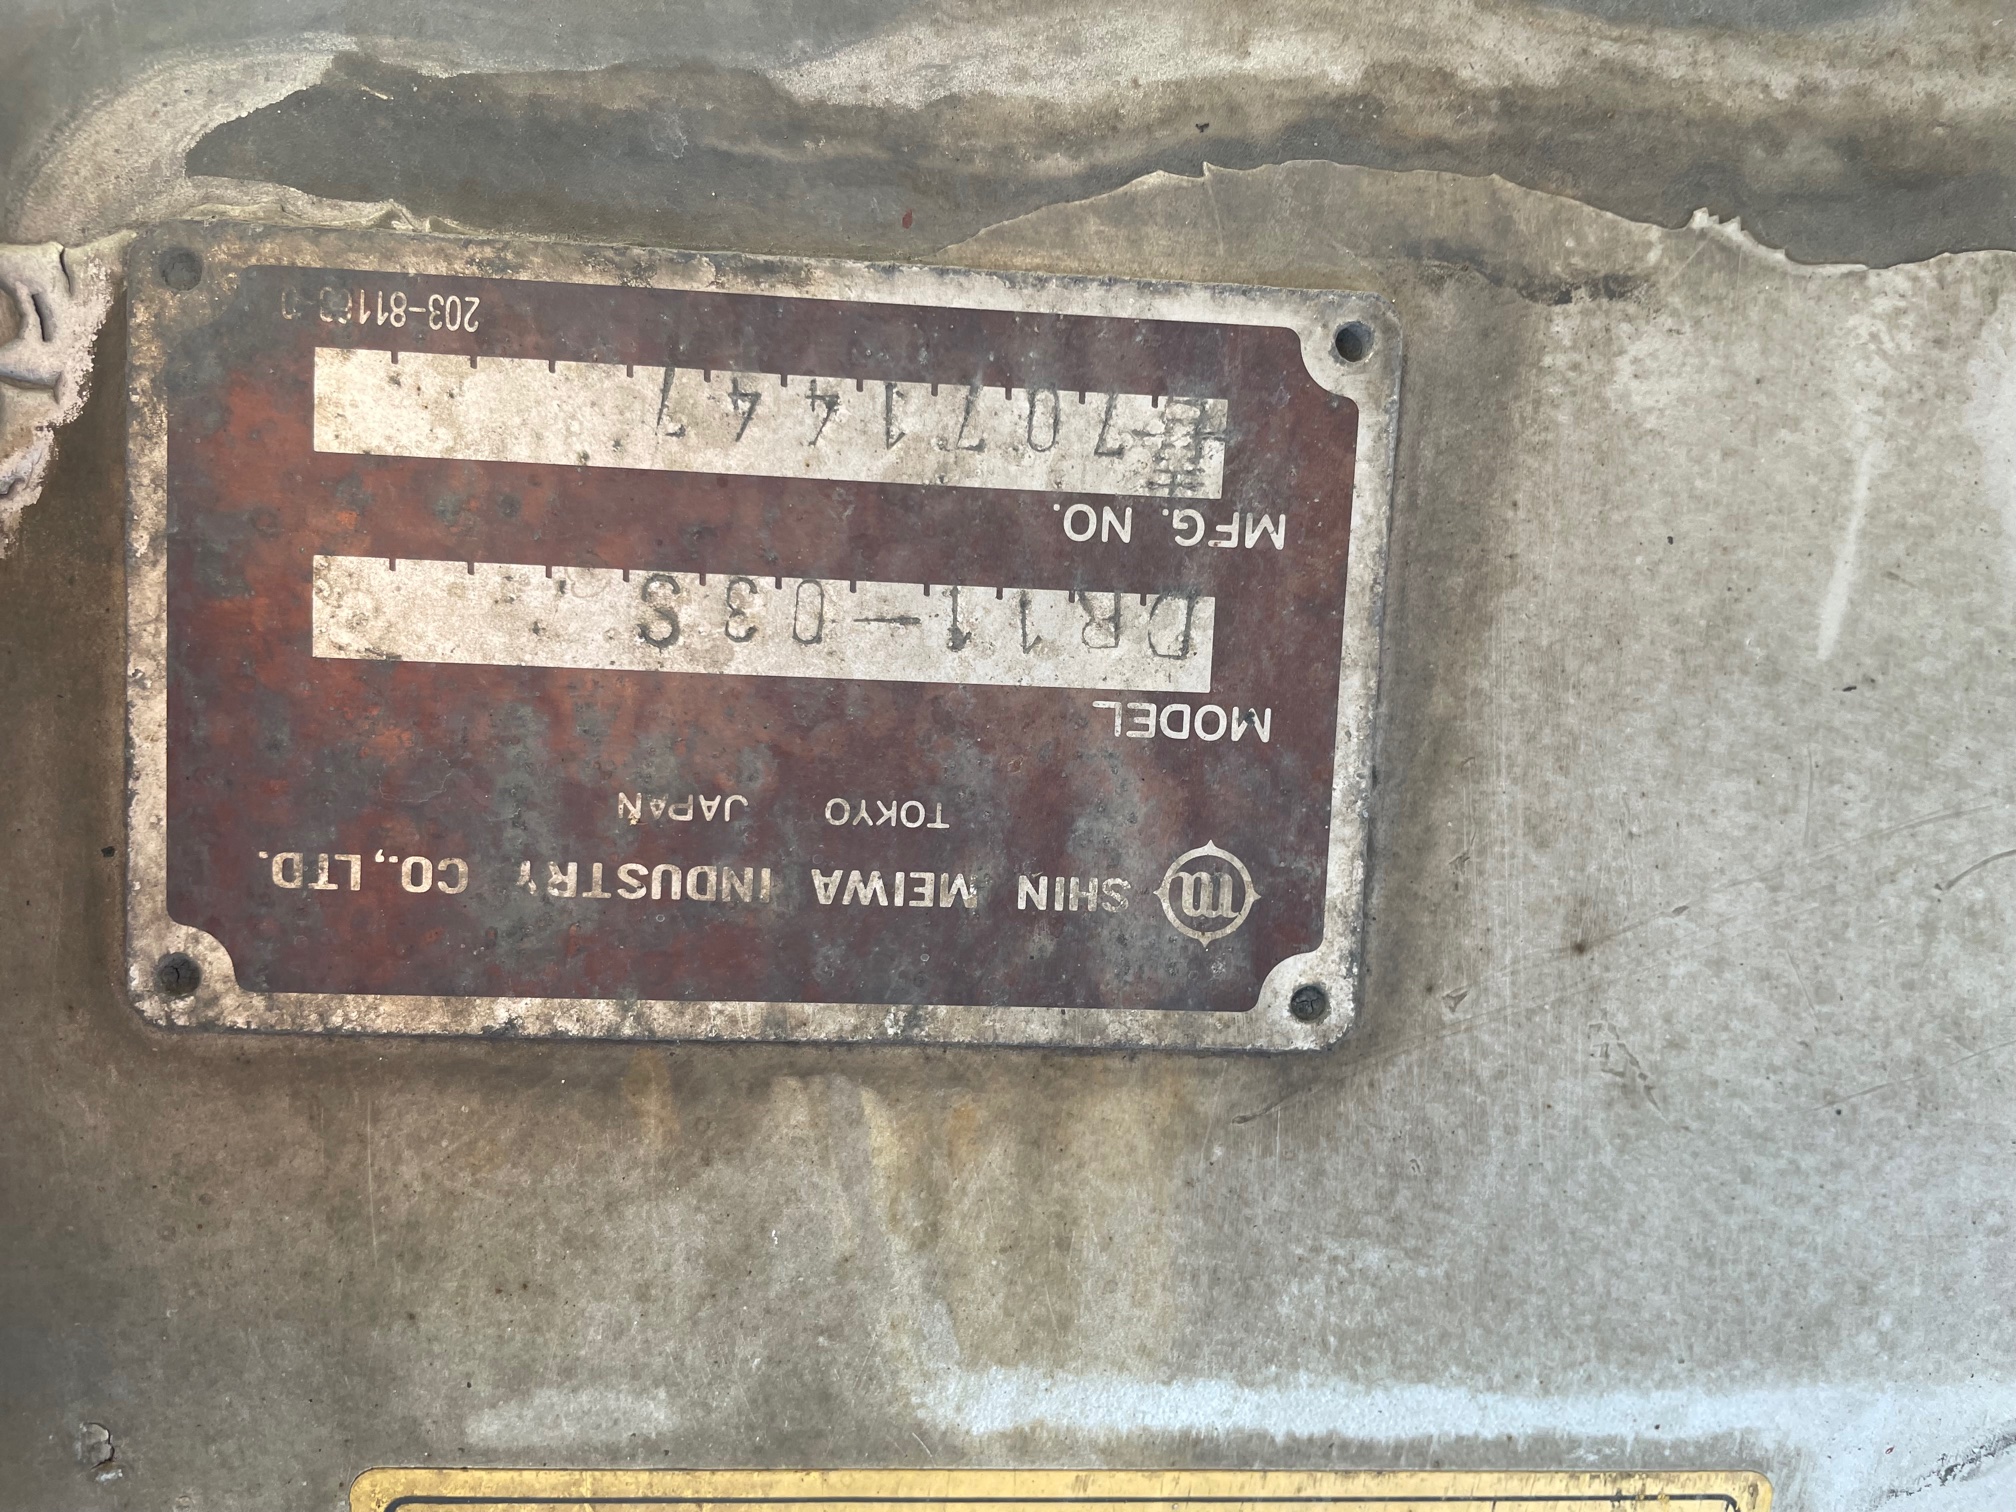 SHIN MEIWA INDUSTRY CO.,LTD.
TOKYO JAPAN
MODEL
DR11-03S
MFG. NO.
7071447